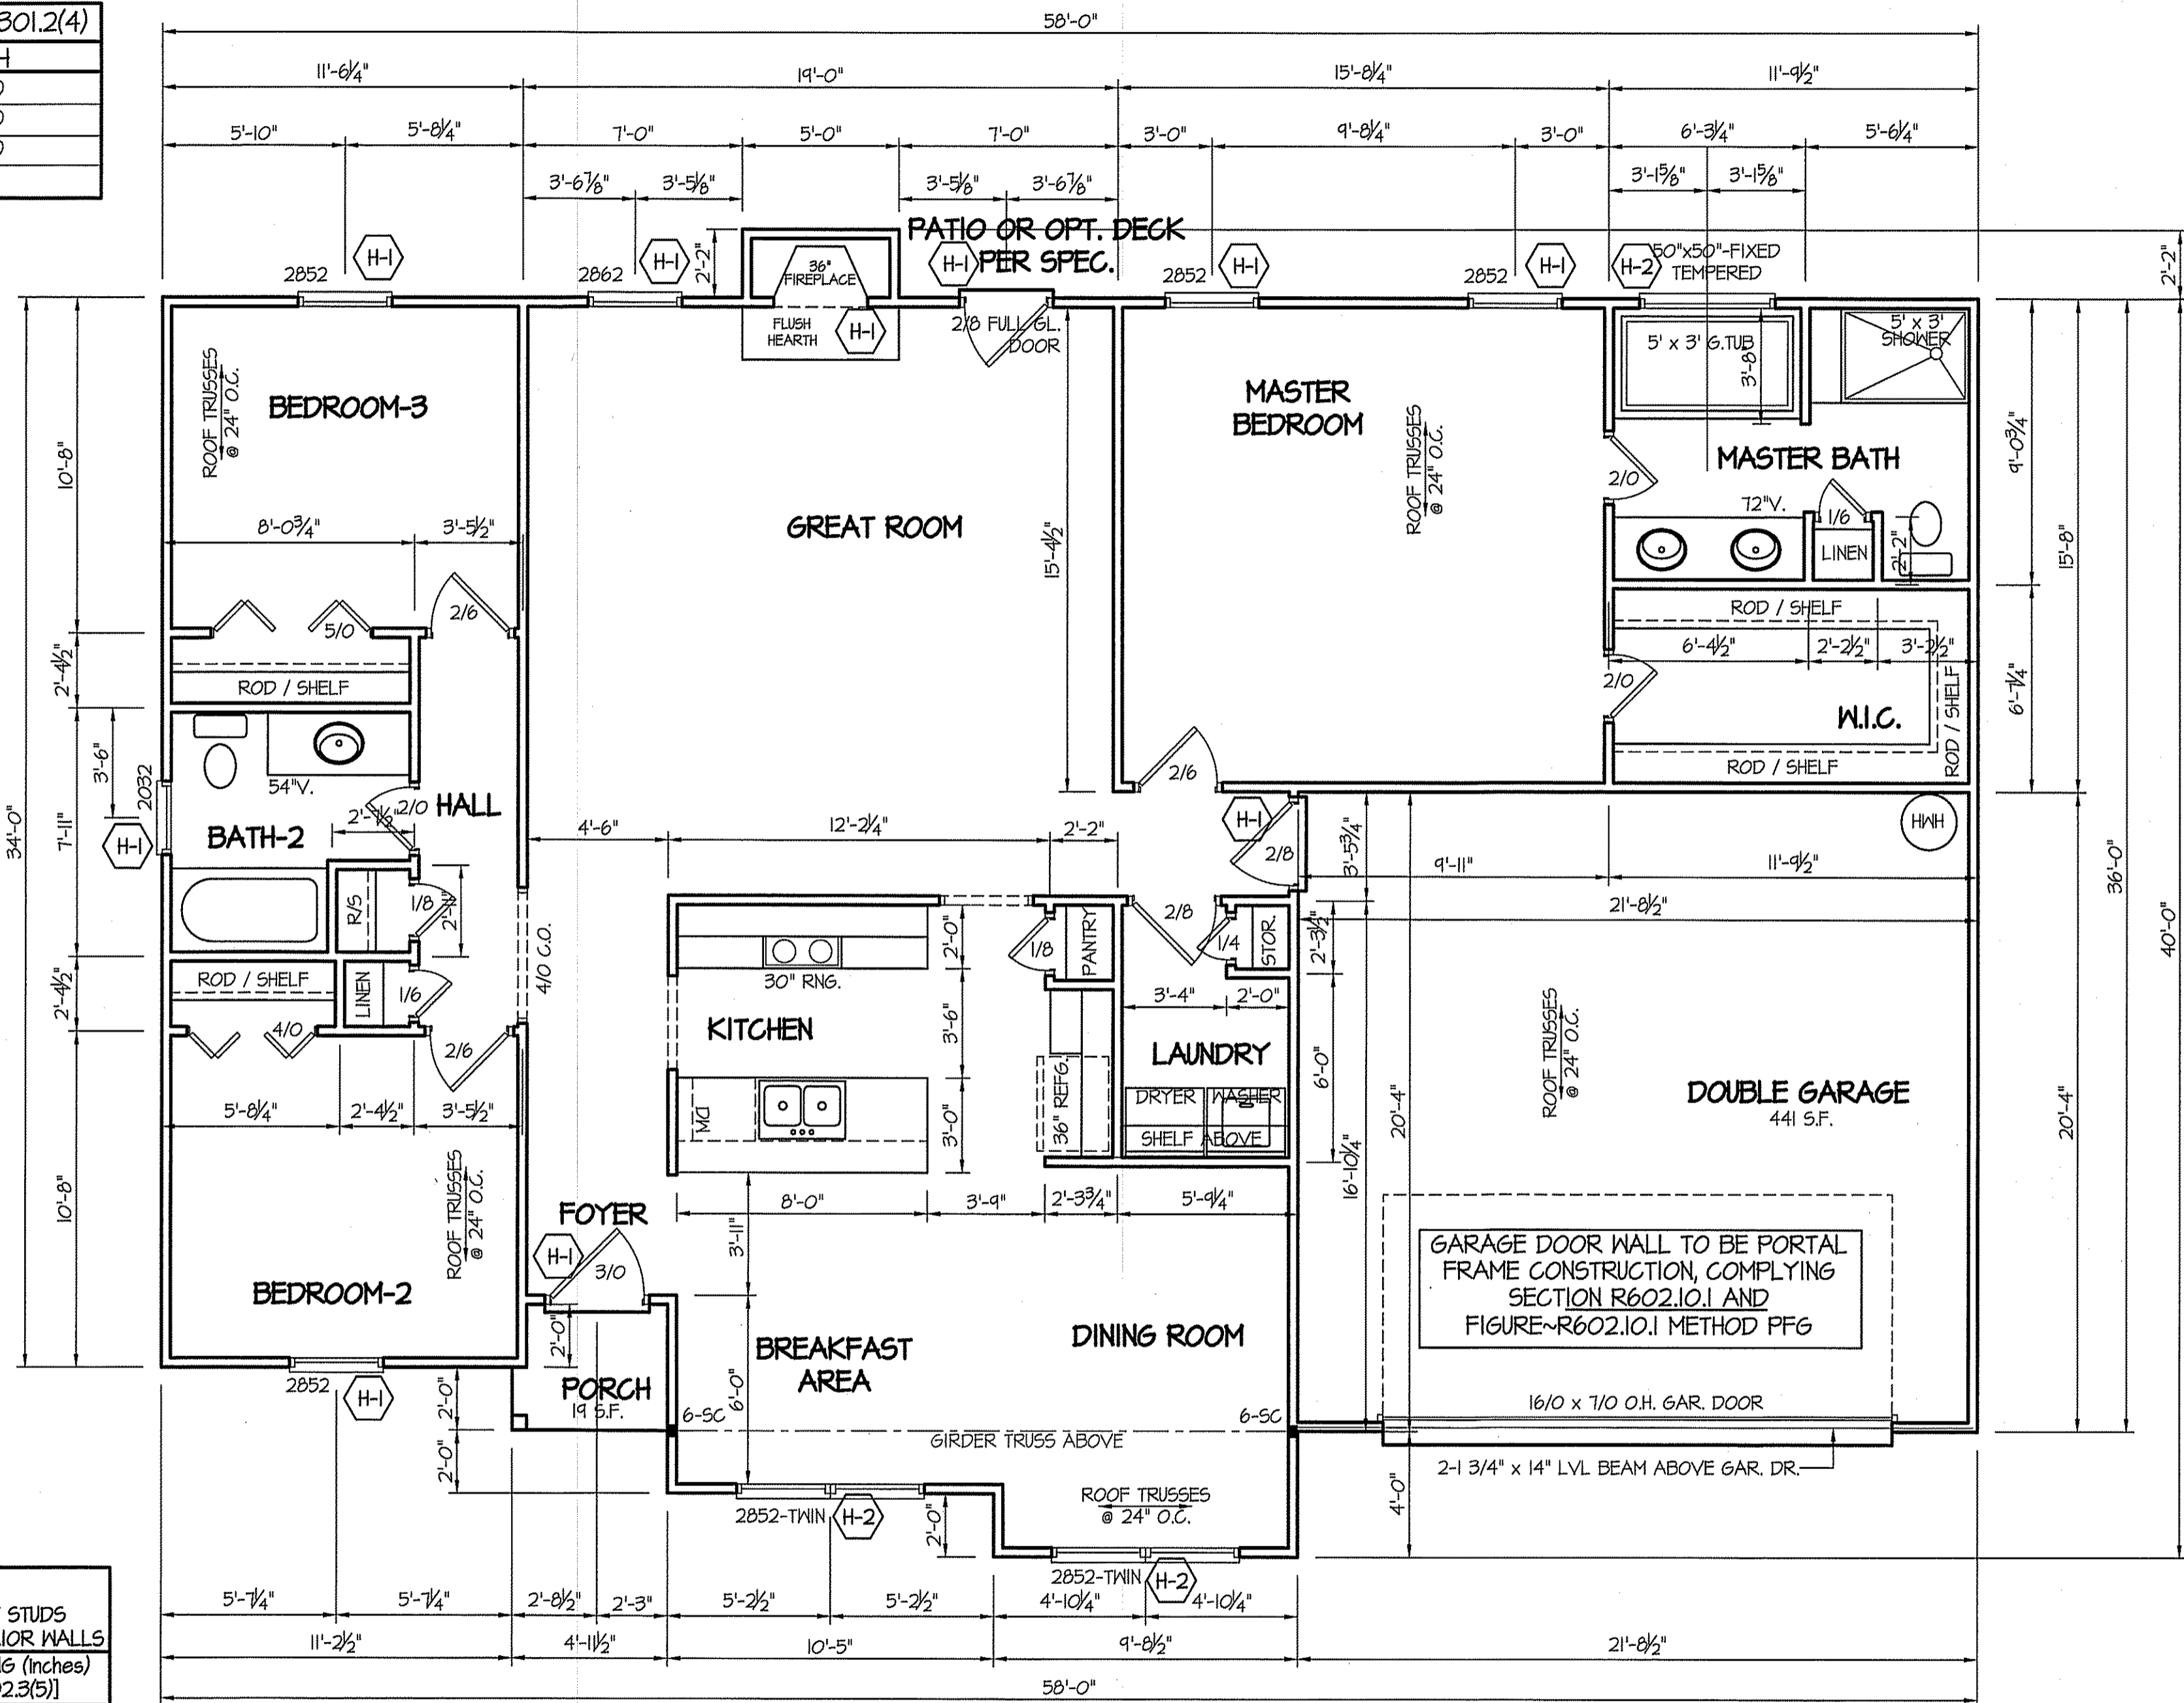 301.2(4)
58'-0"
11'-6¼"
19'-0"
15'-8¼"
11'-9½"
5'-10"
5'-8¼"
7'-0"
5'-0"
7'-0"
3'-0"
9'-8¼"
3'-0"
6'-3¼"
5'-6¼"
3'-6⅞"
3'-5⅛"
3'-5⅛"
3'-6⅞"
3'-1⅝"
3'-1⅝"
PATIO OR OPT. DECK
PER SPEC.
2852
H-1
2862
H-1
2'-2"
36"
FIREPLACE
H-1
2852
H-1
2852
H-1
H-2
50"x50"-FIXED
TEMPERED
2'-2"
FLUSH
HEARTH
H-1
2/8 FULL GL.
DOOR
5' x 3' G.TUB
3'-8"
5' x 3'
SHOWER
ROOF TRUSSES
@ 24" O.C.
BEDROOM-3
10'-8"
8'-0¾"
3'-5½"
2/6
5/0
2'-4½"
ROD / SHELF
GREAT ROOM
15'-4½"
MASTER
BEDROOM
ROOF TRUSSES
@ 24" O.C.
2/0
MASTER BATH
72"V.
1/6
LINEN
2'-2"
9'-0¾"
15'-8"
ROD / SHELF
6'-4½"
2'-2½"
3'-2½"
2/0
W.I.C.
ROD / SHELF
ROD / SHELF
6'-7¼"
36'-0"
40'-0"
34'-0"
3'-6"
2032
7'-11"
H-1
54"V.
BATH-2
2'-7½"
2/0
HALL
R/S
1/8
2'-11"
4/0 C.O.
2'-4½"
ROD / SHELF
LINEN
1/6
4/0
2/6
4'-6"
12'-2¼"
2'-2"
2/6
H-1
2/8
3'-5¾"
HWH
9'-11"
11'-9½"
21'-8½"
2'-0"
30" RNG.
1/8
PANTRY
2/8
1/4
STOR.
2'-3½"
KITCHEN
3'-6"
3'-4"
2'-0"
LAUNDRY
6'-0"
DW
3'-0"
36" REFG.
DRYER
WASHER
SHELF ABOVE
20'-4"
16'-10¼"
ROOF TRUSSES
@ 24" O.C.
DOUBLE GARAGE
441 S.F.
20'-4"
5'-8¼"
2'-4½"
3'-5½"
10'-8"
ROOF TRUSSES
@ 24" O.C.
BEDROOM-2
FOYER
H-1
3/0
3'-11"
8'-0"
3'-9"
2'-3¾"
5'-9¼"
GARAGE DOOR WALL TO BE PORTAL
FRAME CONSTRUCTION, COMPLYING
SECTION R602.10.1 AND
FIGURE~R602.10.1 METHOD PFG
2'-0"
BREAKFAST
AREA
DINING ROOM
6'-0"
2852
H-1
2'-0"
PORCH
19 S.F.
6-SC
6-SC
GIRDER TRUSS ABOVE
16/0 x 7/0 O.H. GAR. DOOR
2-1 3/4" x 14" LVL BEAM ABOVE GAR. DR.
2'-0"
4'-0"
2852-TWIN
H-2
2'-0"
ROOF TRUSSES
@ 24" O.C.
2852-TWIN
H-2
5'-7¼"
5'-7¼"
2'-8½"
2'-3"
5'-2½"
5'-2½"
4'-10¼"
4'-10¼"
11'-2½"
4'-11½"
10'-5"
9'-8½"
21'-8½"
58'-0"
STUDS
IOR WALLS
G (Inches)
2.3(5)]